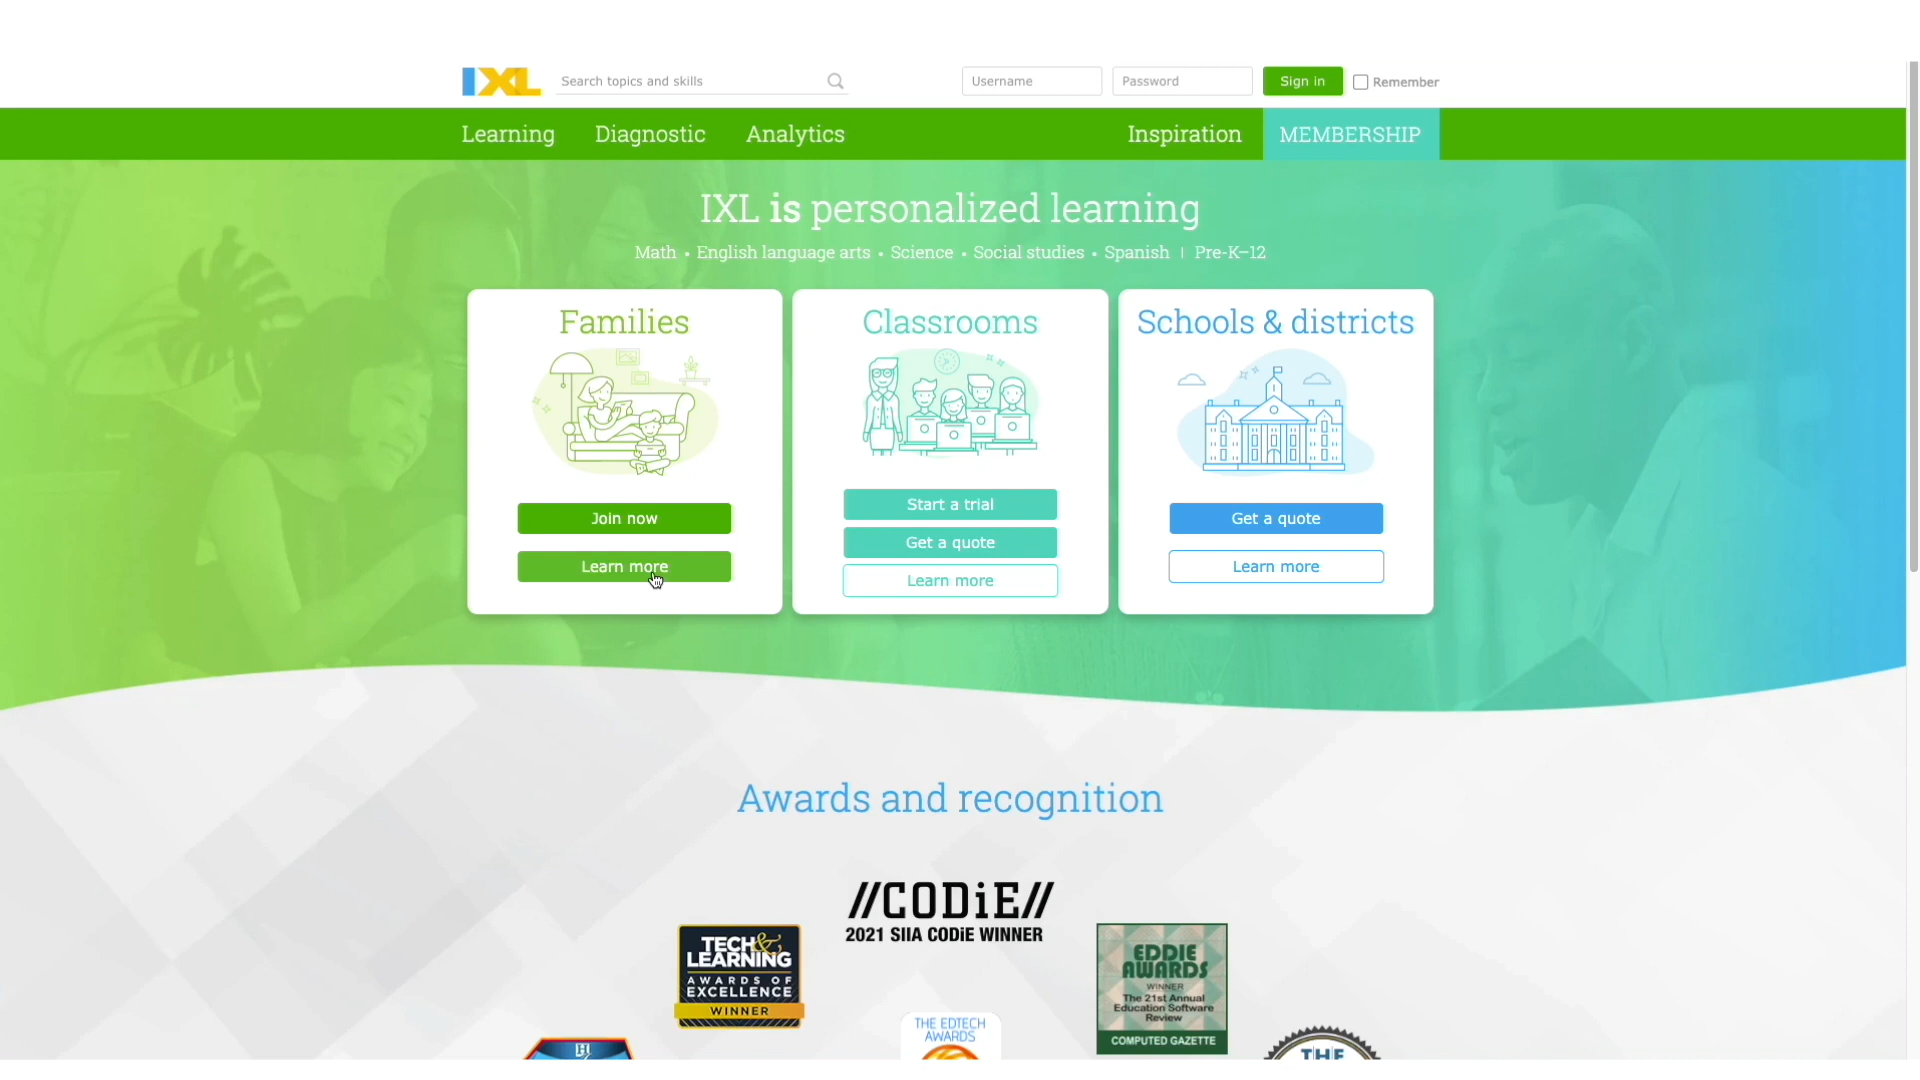 IXL
Search topics and skills
Username
Password
Sign in
Remember
Learning
Diagnostic
Analytics
Inspiration
MEMBERSHIP
IXL is personalized learning
Math • English language arts • Science • Social studies • Spanish | Pre-K–12
Families
Join now
Learn more
Classrooms
Start a trial
Get a quote
Learn more
Schools & districts
Get a quote
Learn more
Awards and recognition
//CODiE//
2021 SIIA CODiE WINNER
TECH &
LEARNING
AWARDS OF
EXCELLENCE
WINNER
EDDIE
AWARDS
WINNER
The 21st Annual
Education Software
Review
COMPUTED GAZETTE
THE EDTECH
AWARDS
THE